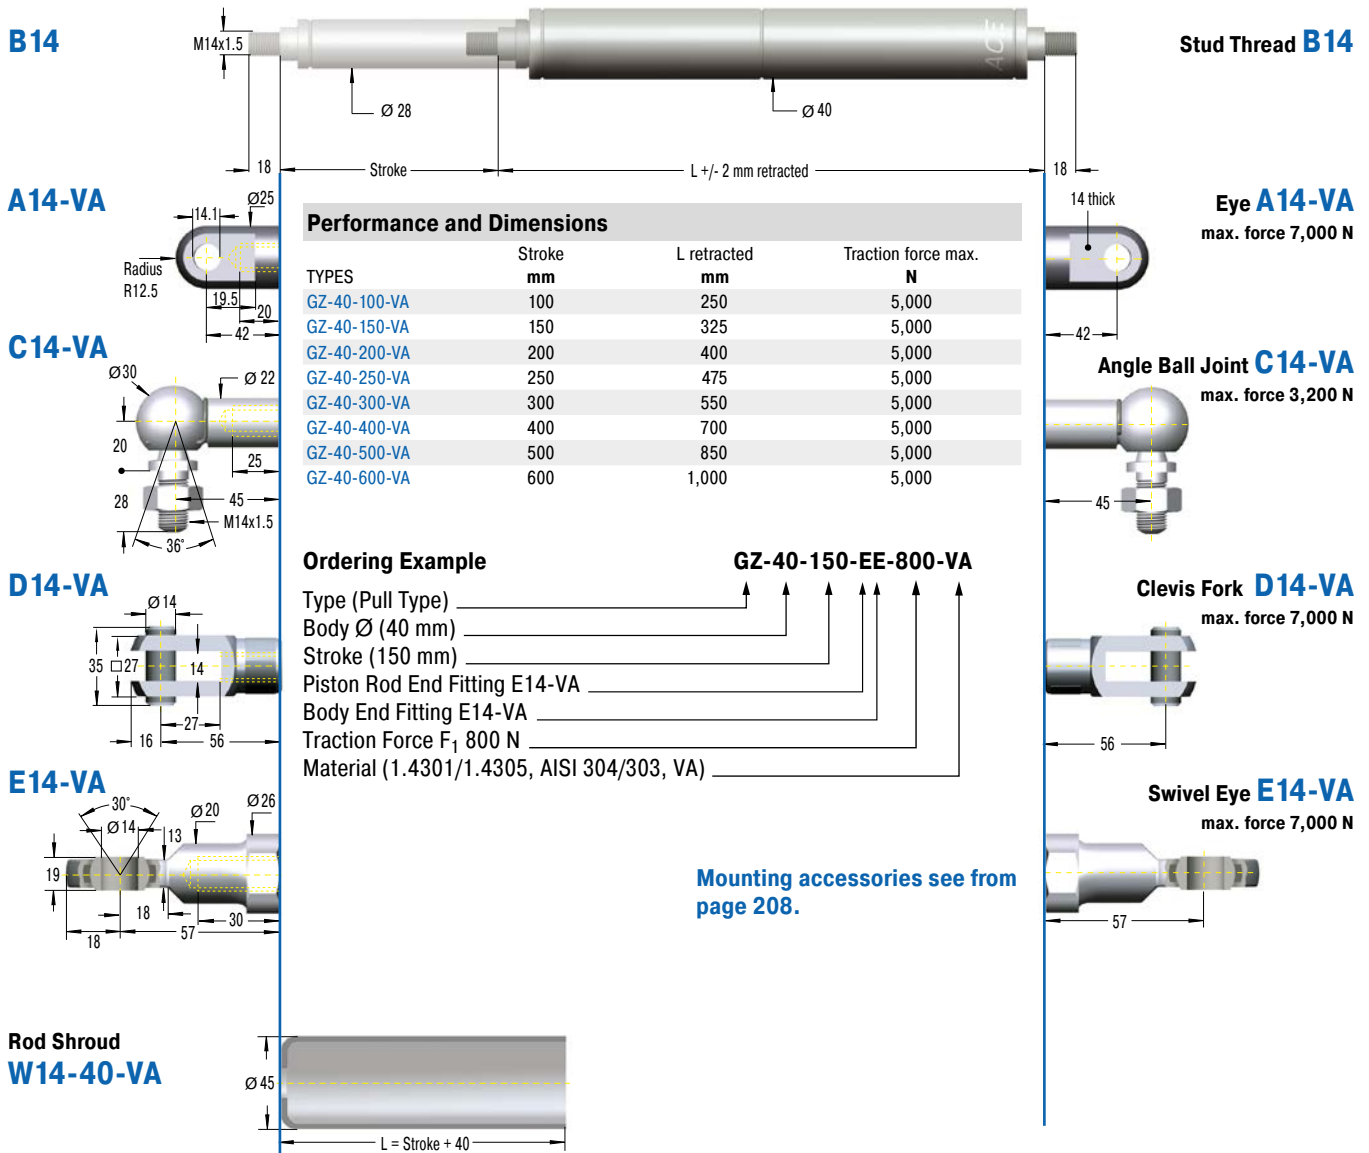 B14
M14x1.5
ACE
Stud Thread B14
Ø 28
Ø 40
18
Stroke
L +/- 2 mm retracted
18
A14-VA
14.1
Ø25
Radius
R12.5
19.5
20
42
14 thick
Eye A14-VA
max. force 7,000 N
42
Performance and Dimensions
Stroke L retracted Traction force max.
TYPES mm mm N
GZ-40-100-VA 100 250 5,000
GZ-40-150-VA 150 325 5,000
GZ-40-200-VA 200 400 5,000
GZ-40-250-VA 250 475 5,000
GZ-40-300-VA 300 550 5,000
GZ-40-400-VA 400 700 5,000
GZ-40-500-VA 500 850 5,000
GZ-40-600-VA 600 1,000 5,000
C14-VA
Ø30
Ø 22
20
25
28
45
M14x1.5
36°
Angle Ball Joint C14-VA
max. force 3,200 N
45
Ordering Example GZ-40-150-EE-800-VA
Type (Pull Type)
Body Ø (40 mm)
Stroke (150 mm)
Piston Rod End Fitting E14-VA
Body End Fitting E14-VA
Traction Force F1 800 N
Material (1.4301/1.4305, AISI 304/303, VA)
D14-VA
Ø 14
35
□27
14
27
16
56
Clevis Fork D14-VA
max. force 7,000 N
56
E14-VA
30°
Ø 14
13
Ø 20
Ø 26
19
18
30
18
57
Swivel Eye E14-VA
max. force 7,000 N
57
Mounting accessories see from
page 208.
Rod Shroud
W14-40-VA
Ø 45
L = Stroke + 40